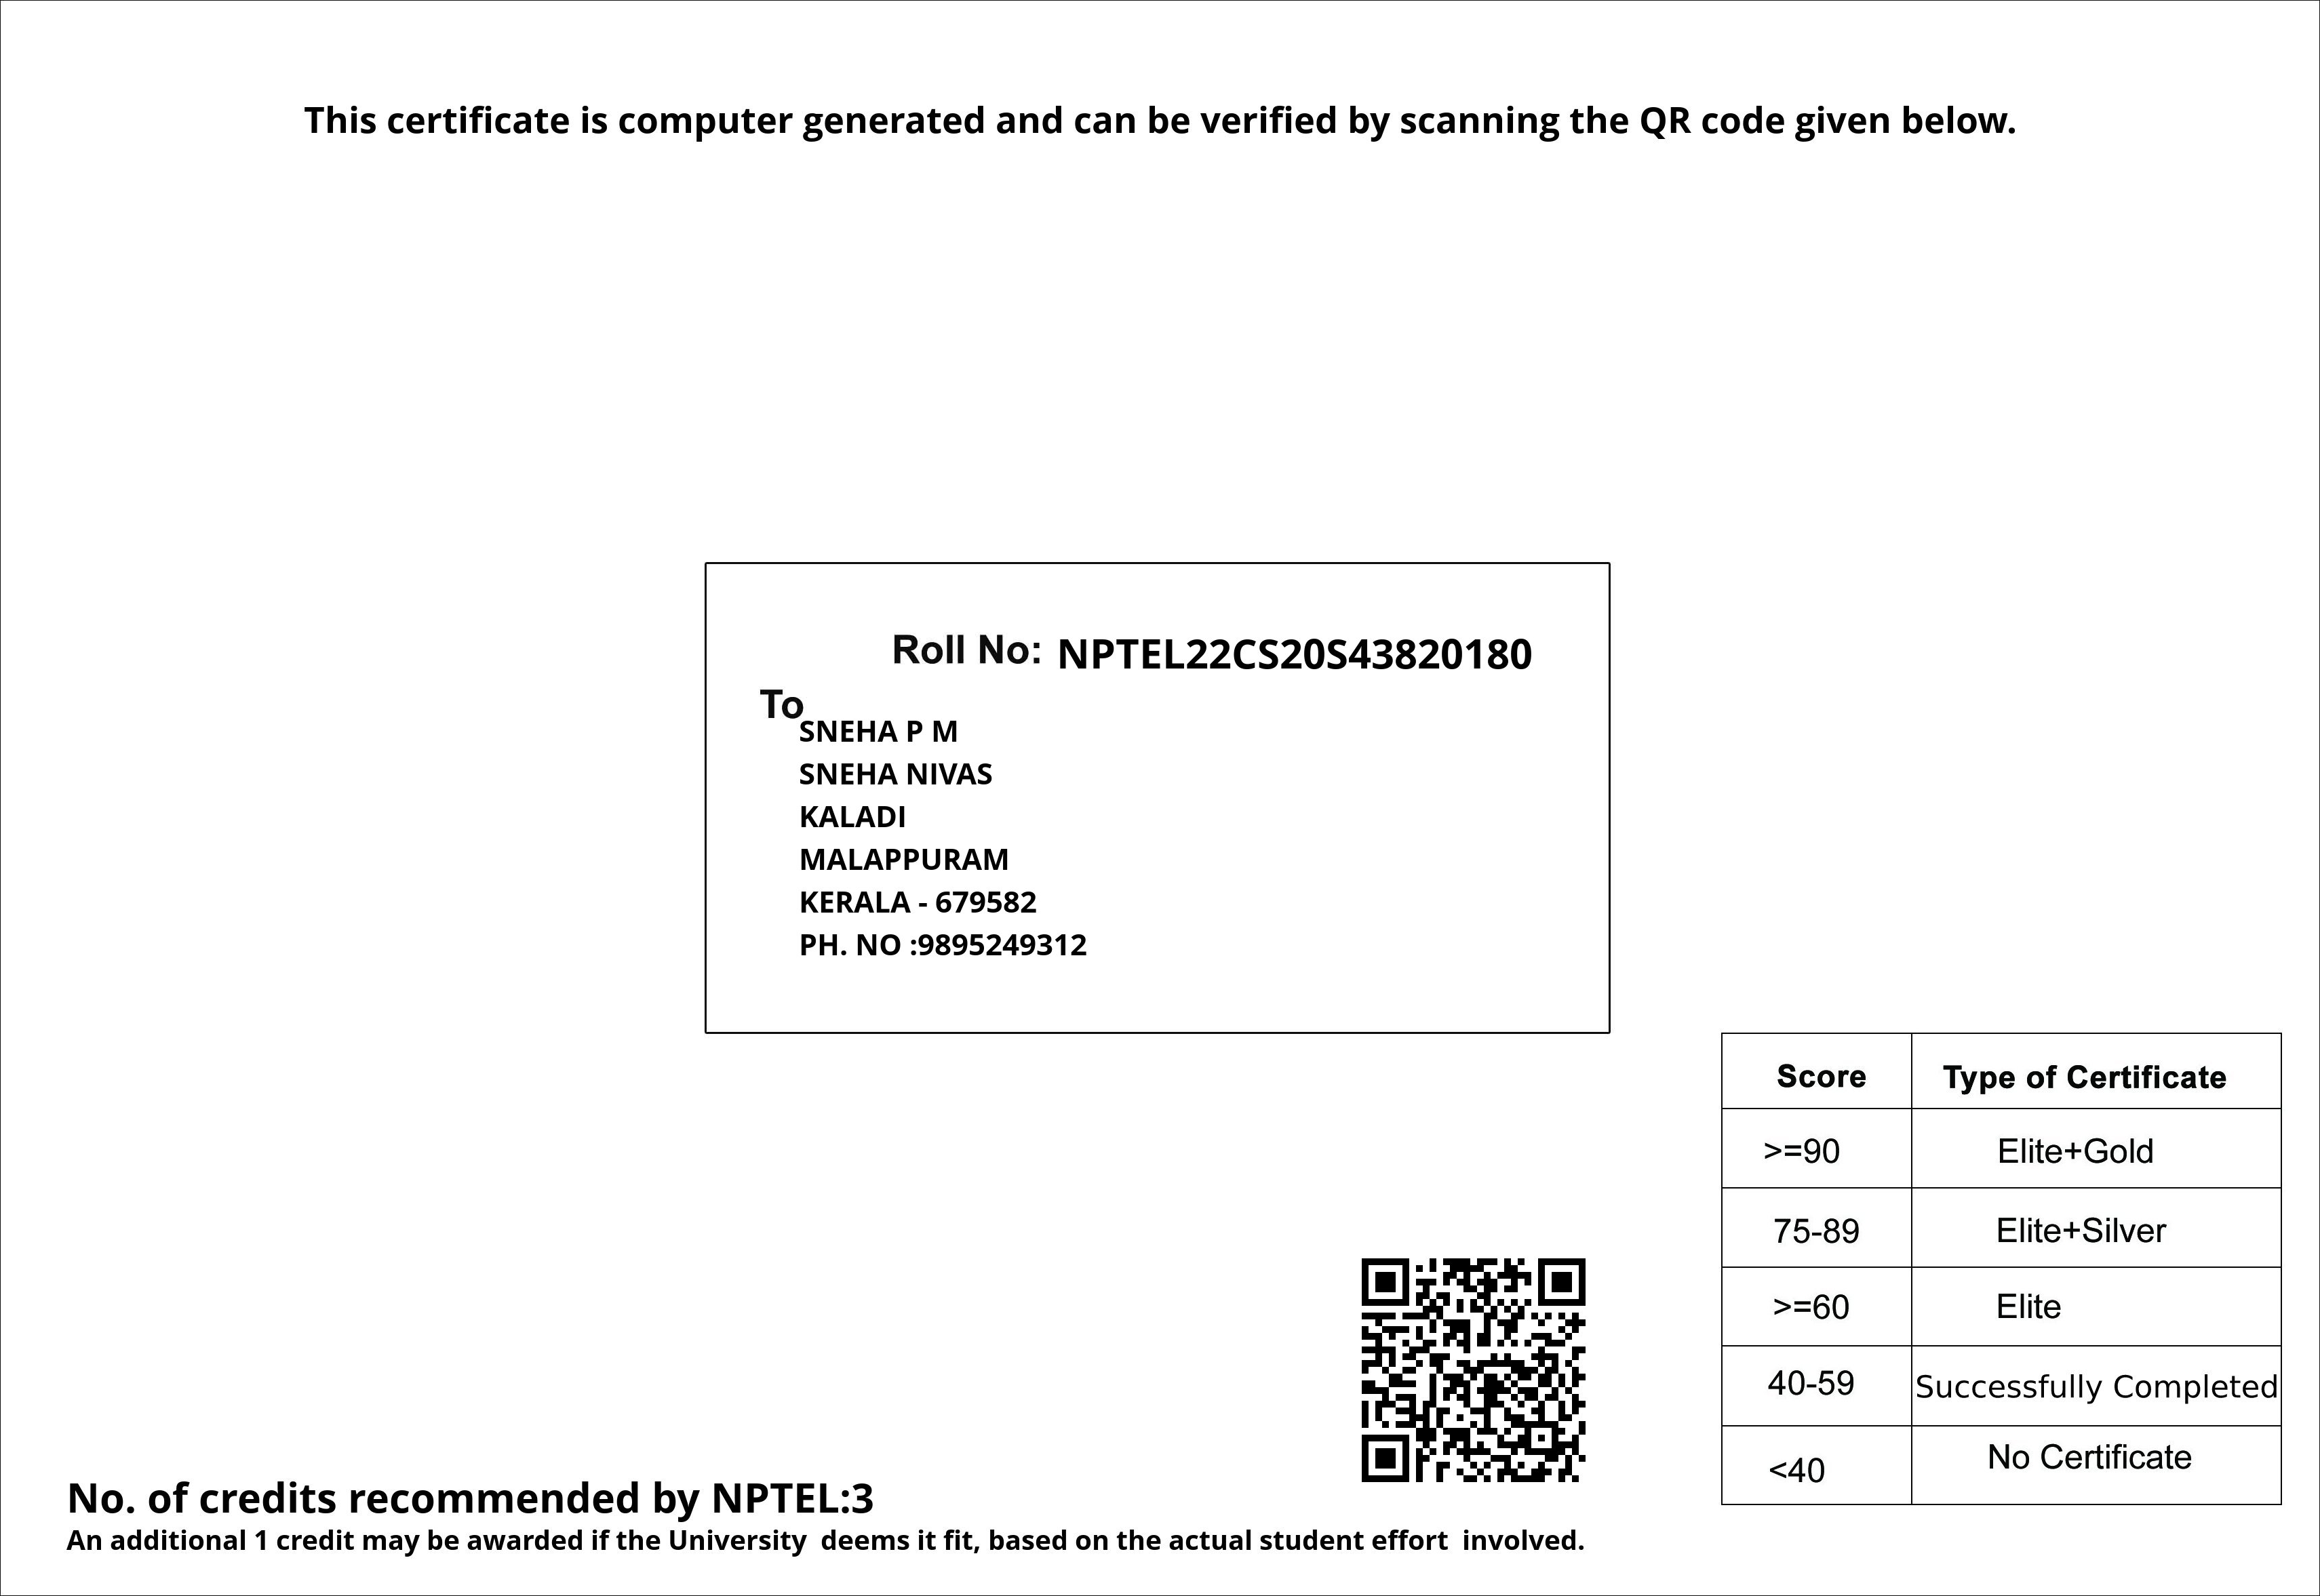 This certificate is computer generated and can be verified by scanning the QR code given below.
Roll No: NPTEL22CS20S43820180
To
SNEHA P M
SNEHA NIVAS
KALADI
MALAPPURAM
KERALA - 679582
PH. NO :9895249312
Score Type of Certificate
>=90 Elite+Gold
75-89 Elite+Silver
>=60 Elite
40-59 Successfully Completed
<40 No Certificate
No. of credits recommended by NPTEL:3
An additional 1 credit may be awarded if the University  deems it fit, based on the actual student effort  involved.